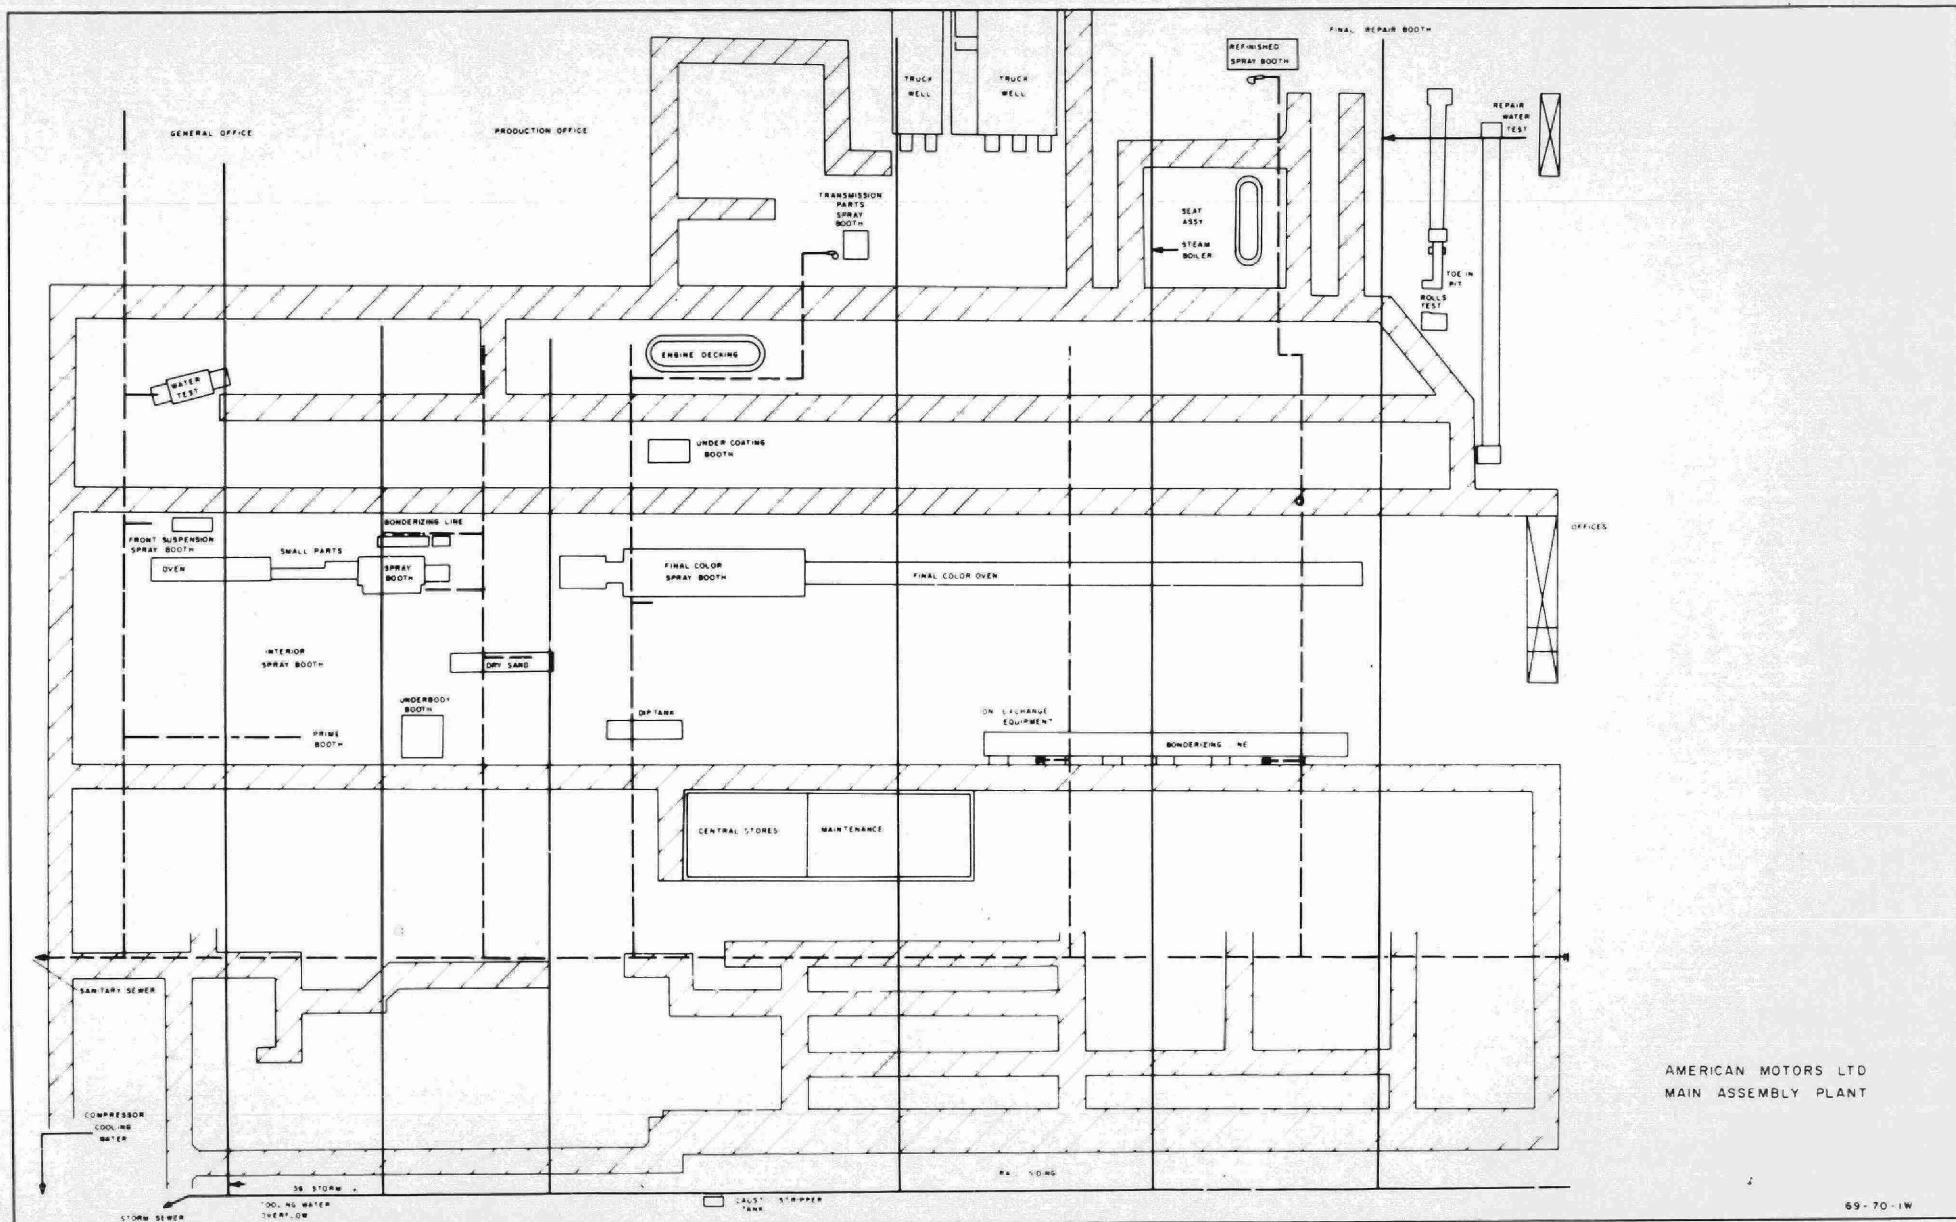 FINAL REPAIR BOOTH
REFINISHED
SPRAY BOOTH
TRUCK
WELL
TRUCK
WELL
REPAIR
WATER
TEST
GENERAL OFFICE
PRODUCTION OFFICE
TRANSMISSION
PARTS
SPRAY
BOOTH
SEAT
ASSY
STEAM
BOILER
TOE IN
PIT
ROLLS
TEST
ENGINE DECKING
WATER
TEST
UNDER COATING
BOOTH
BONDERIZING LINE
OFFICES
FRONT SUSPENSION
SPRAY BOOTH
SMALL PARTS
OVEN
SPRAY
BOOTH
FINAL COLOR
SPRAY BOOTH
FINAL COLOR OVEN
INTERIOR
SPRAY BOOTH
DRY SAND
UNDERBODY
BOOTH
DIP TANK
EXCHANGE
EQUIPMENT
PRIME
BOOTH
BONDERIZING
CENTRAL STORES
MAINTENANCE
SANITARY SEWER
AMERICAN MOTORS LTD
MAIN ASSEMBLY PLANT
COMPRESSOR
COOLING
WATER
SIDING
STORM
WATER
OVERFLOW
STORM SEWER
STRIPPER
TANK
69-70-1W